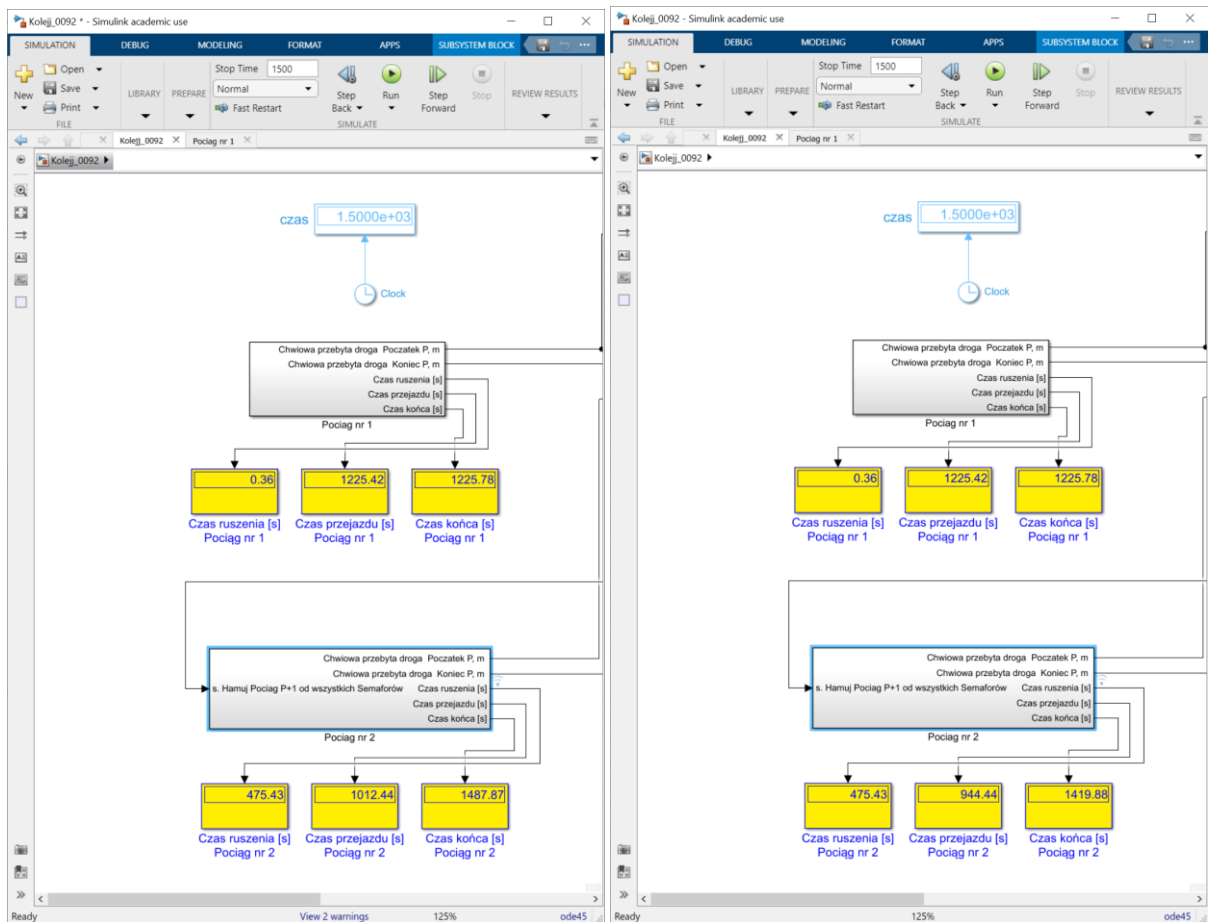 Kolejj_0092 * - Simulink academic use
SIMULATION DEBUG MODELING FORMAT APPS SUBSYSTEM BLOCK
New
Open
Save
Print
FILE
LIBRARY
PREPARE
Stop Time 1500
Normal
Fast Restart
Step Back
Run
Step Forward
Stop
SIMULATE
REVIEW RESULTS
Kolejj_0092 Pociag nr 1
Kolejj_0092
czas 1.5000e+03
Clock
Chwiowa przebyta droga Poczatek P, m
Chwiowa przebyta droga Koniec P, m
Czas ruszenia [s]
Czas przejazdu [s]
Czas końca [s]
Pociag nr 1
0.36 1225.42 1225.78
Czas ruszenia [s] Czas przejazdu [s] Czas końca [s]
Pociąg nr 1 Pociąg nr 1 Pociąg nr 1
Chwiowa przebyta droga Poczatek P, m
Chwiowa przebyta droga Koniec P, m
s. Hamuj Pociag P+1 od wszystkich Semaforów Czas ruszenia [s]
Czas przejazdu [s]
Czas końca [s]
Pociag nr 2
475.43 1012.44 1487.87
Czas ruszenia [s] Czas przejazdu [s] Czas końca [s]
Pociąg nr 2 Pociąg nr 2 Pociąg nr 2
Ready View 2 warnings 125% ode45
Kolejj_0092 - Simulink academic use
SIMULATION DEBUG MODELING FORMAT APPS SUBSYSTEM BLOCK
New
Open
Save
Print
FILE
LIBRARY
PREPARE
Stop Time 1500
Normal
Fast Restart
Step Back
Run
Step Forward
Stop
SIMULATE
REVIEW RESULTS
Kolejj_0092 Pociag nr 1
Kolejj_0092
czas 1.5000e+03
Clock
Chwiowa przebyta droga Poczatek P, m
Chwiowa przebyta droga Koniec P, m
Czas ruszenia [s]
Czas przejazdu [s]
Czas końca [s]
Pociag nr 1
0.36 1225.42 1225.78
Czas ruszenia [s] Czas przejazdu [s] Czas końca [s]
Pociąg nr 1 Pociąg nr 1 Pociąg nr 1
Chwiowa przebyta droga Poczatek P, m
Chwiowa przebyta droga Koniec P, m
s. Hamuj Pociag P+1 od wszystkich Semaforów Czas ruszenia [s]
Czas przejazdu [s]
Czas końca [s]
Pociag nr 2
475.43 944.44 1419.88
Czas ruszenia [s] Czas przejazdu [s] Czas końca [s]
Pociąg nr 2 Pociąg nr 2 Pociąg nr 2
Ready 125% ode45